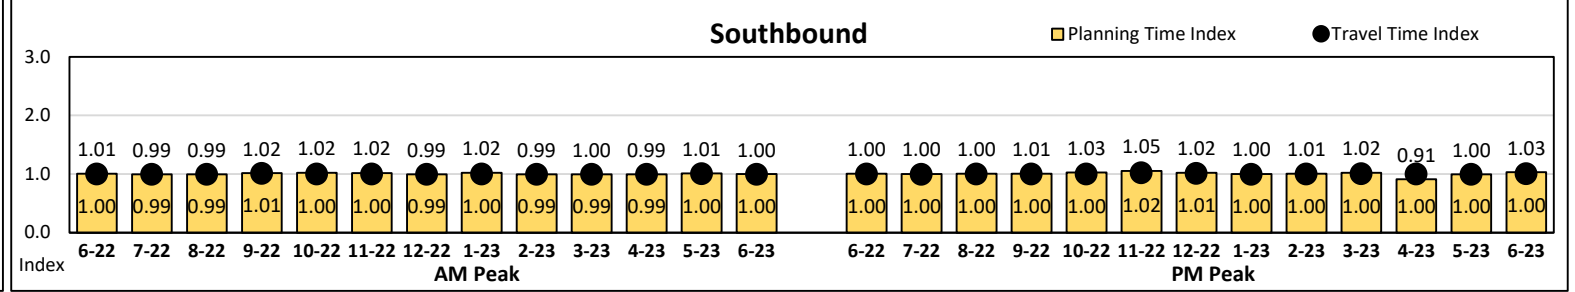 Southbound
Planning Time Index Travel Time Index
3.0
2.0
1.01 0.99 0.99 1.02 1.02 1.02 0.99 1.02 0.99 1.00 0.99 1.01 1.00 1.00 1.00 1.00 1.01 1.03 1.05 1.02 1.00 1.01 1.02 0.91 1.00 1.03
1.0
1.00 0.99 0.99 1.01 1.00 1.00 0.99 1.00 0.99 0.99 0.99 1.00 1.00 1.00 1.00 1.00 1.00 1.00 1.02 1.01 1.00 1.00 1.00 1.00 1.00 1.00
0.0
6-22 7-22 8-22 9-22 10-22 11-22 12-22 1-23 2-23 3-23 4-23 5-23 6-23 6-22 7-22 8-22 9-22 10-22 11-22 12-22 1-23 2-23 3-23 4-23 5-23 6-23
Index
AM Peak PM Peak